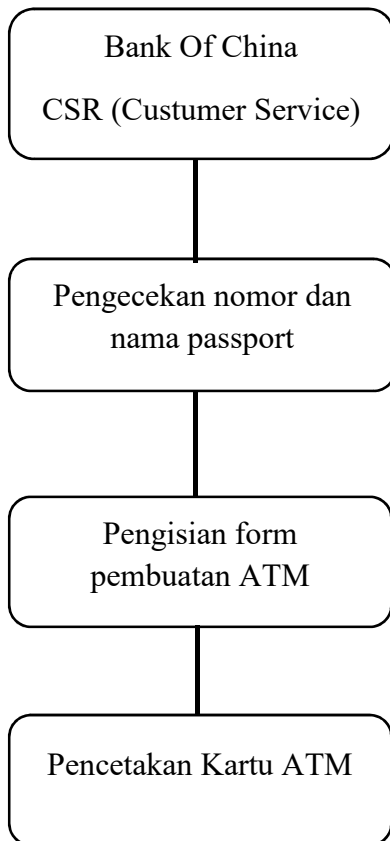 Bank Of China
CSR (Custumer Service)
Pengecekan nomor dan
nama passport
Pengisian form
pembuatan ATM
Pencetakan Kartu ATM